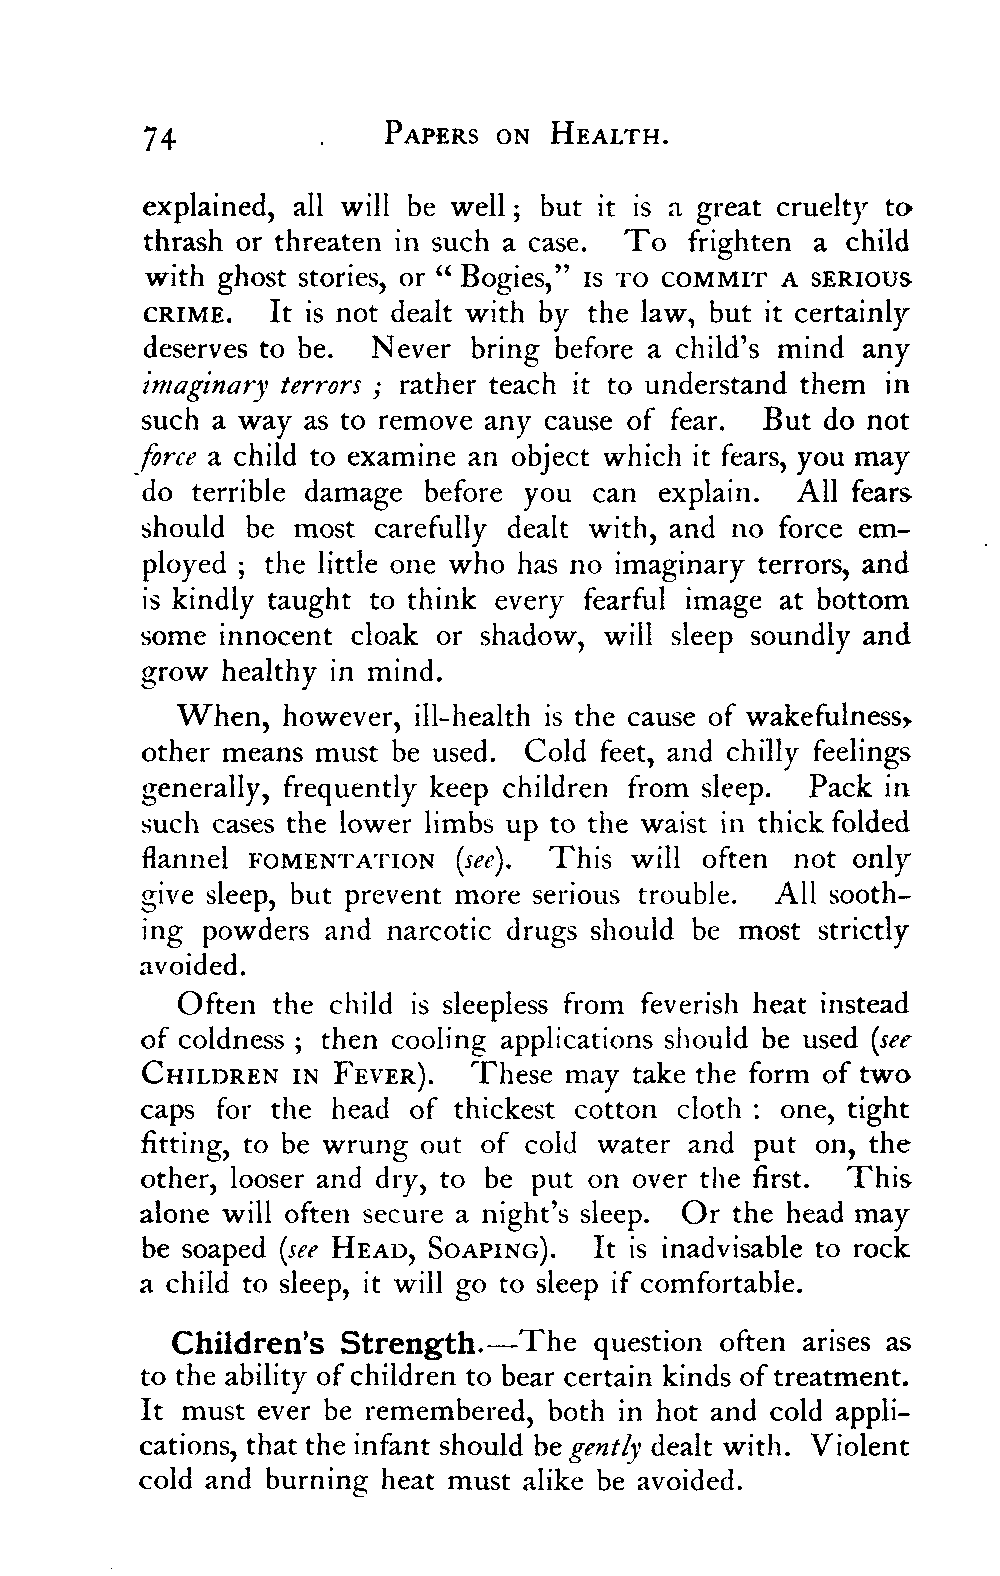 74 PAPERS ON HEALTH.
explained, all will be well; but it is a great cruelty to
thrash or threaten in such a case. To frighten a child
with ghost stories, or "Bogies," IS TO COMMIT A SERIOUS
CRIME. It is not dealt with by the law, but it certainly
deserves to be. Never bring before a child's mind any
imaginary terrors; rather teach it to understand them in
such a way as to remove any cause of fear. But do not
force a child to examine an object which it fears, you may
do terrible damage before you can explain. All fears
should be most carefully dealt with, and no force em-
ployed; the little one who has no imaginary terrors, and
is kindly taught to think every fearful image at bottom
some innocent cloak or shadow, will sleep soundly and
grow healthy in mind.
When, however, ill-health is the cause of wakefulness,
other means must be used. Cold feet, and chilly feelings
generally, frequently keep children from sleep. Pack in
such cases the lower limbs up to the waist in thick folded
flannel FOMENTATION (see). This will often not only
give sleep, but prevent more serious trouble. All sooth-
ing powders and narcotic drugs should be most strictly
avoided.
Often the child is sleepless from feverish heat instead
of coldness; then cooling applications should be used (see
CHILDREN IN FEVER). These may take the form of two
caps for the head of thickest cotton cloth: one, tight
fitting, to be wrung out of cold water and put on, the
other, looser and dry, to be put on over the first. This
alone will often secure a night's sleep. Or the head may
be soaped (see HEAD, SOAPING). It is inadvisable to rock
a child to sleep, it will go to sleep if comfortable.
Children's Strength.—The question often arises as
to the ability of children to bear certain kinds of treatment.
It must ever be remembered, both in hot and cold appli-
cations, that the infant should be gently dealt with. Violent
cold and burning heat must alike be avoided.